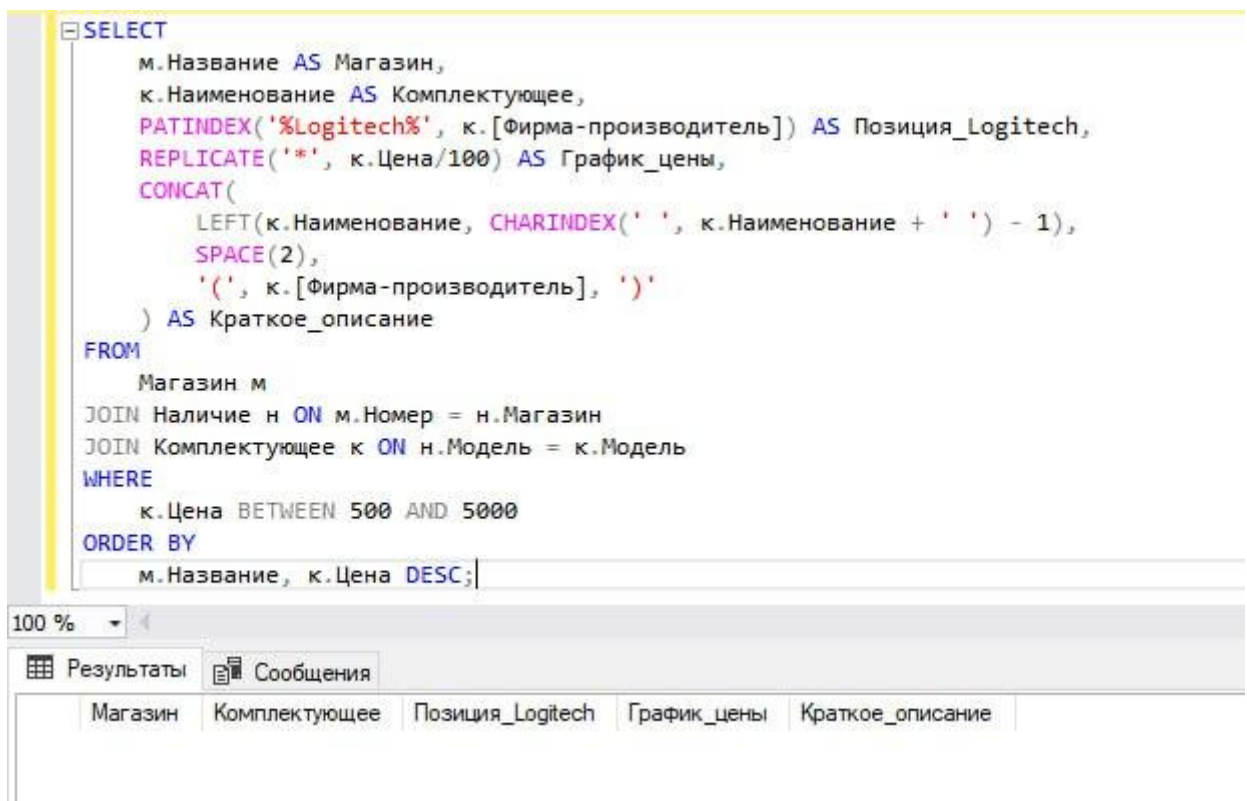 SELECT
м.Название AS Магазин,
к.Наименование AS Комплектующее,
PATINDEX('%Logitech%', к.[Фирма-производитель]) AS Позиция_Logitech,
REPLICATE('*', к.Цена/100) AS График_цены,
CONCAT(
LEFT(к.Наименование, CHARINDEX(' ', к.Наименование + ' ') - 1),
SPACE(2),
'(', к.[Фирма-производитель], ')'
) AS Краткое_описание
FROM
Магазин м
JOIN Наличие н ON м.Номер = н.Магазин
JOIN Комплектующее к ON н.Модель = к.Модель
WHERE
к.Цена BETWEEN 500 AND 5000
ORDER BY
м.Название, к.Цена DESC;
100 %
Результаты Сообщения
Магазин Комплектующее Позиция_Logitech График_цены Краткое_описание